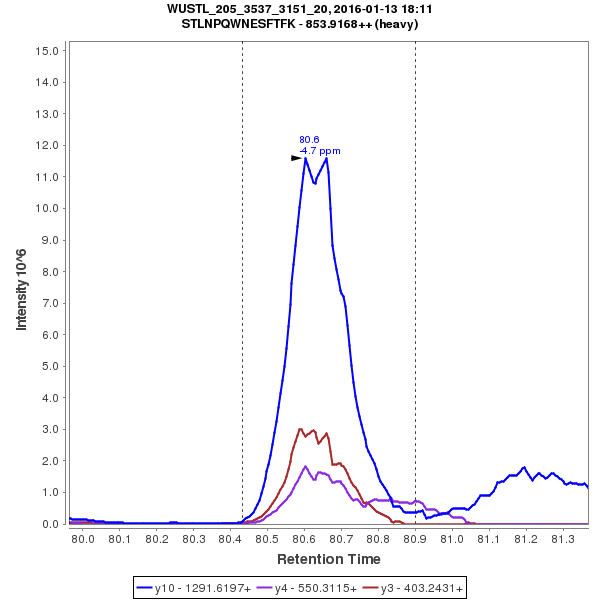 WUSTL_205_3537_3151_20, 2016-01-13 18:11
STLNPQWNESFTFK - 853.9168++ (heavy)
15.0
14.0
13.0
12.0
11.0
10.0
9.0
8.0
7.0
6.0
5.0
4.0
3.0
2.0
1.0
0.0
Intensity 10^6
80.6
-4.7 ppm
80.0 80.1 80.2 80.3 80.4 80.5 80.6 80.7 80.8 80.9 81.0 81.1 81.2 81.3
Retention Time
y10 - 1291.6197+ y4 - 550.3115+ y3 - 403.2431+